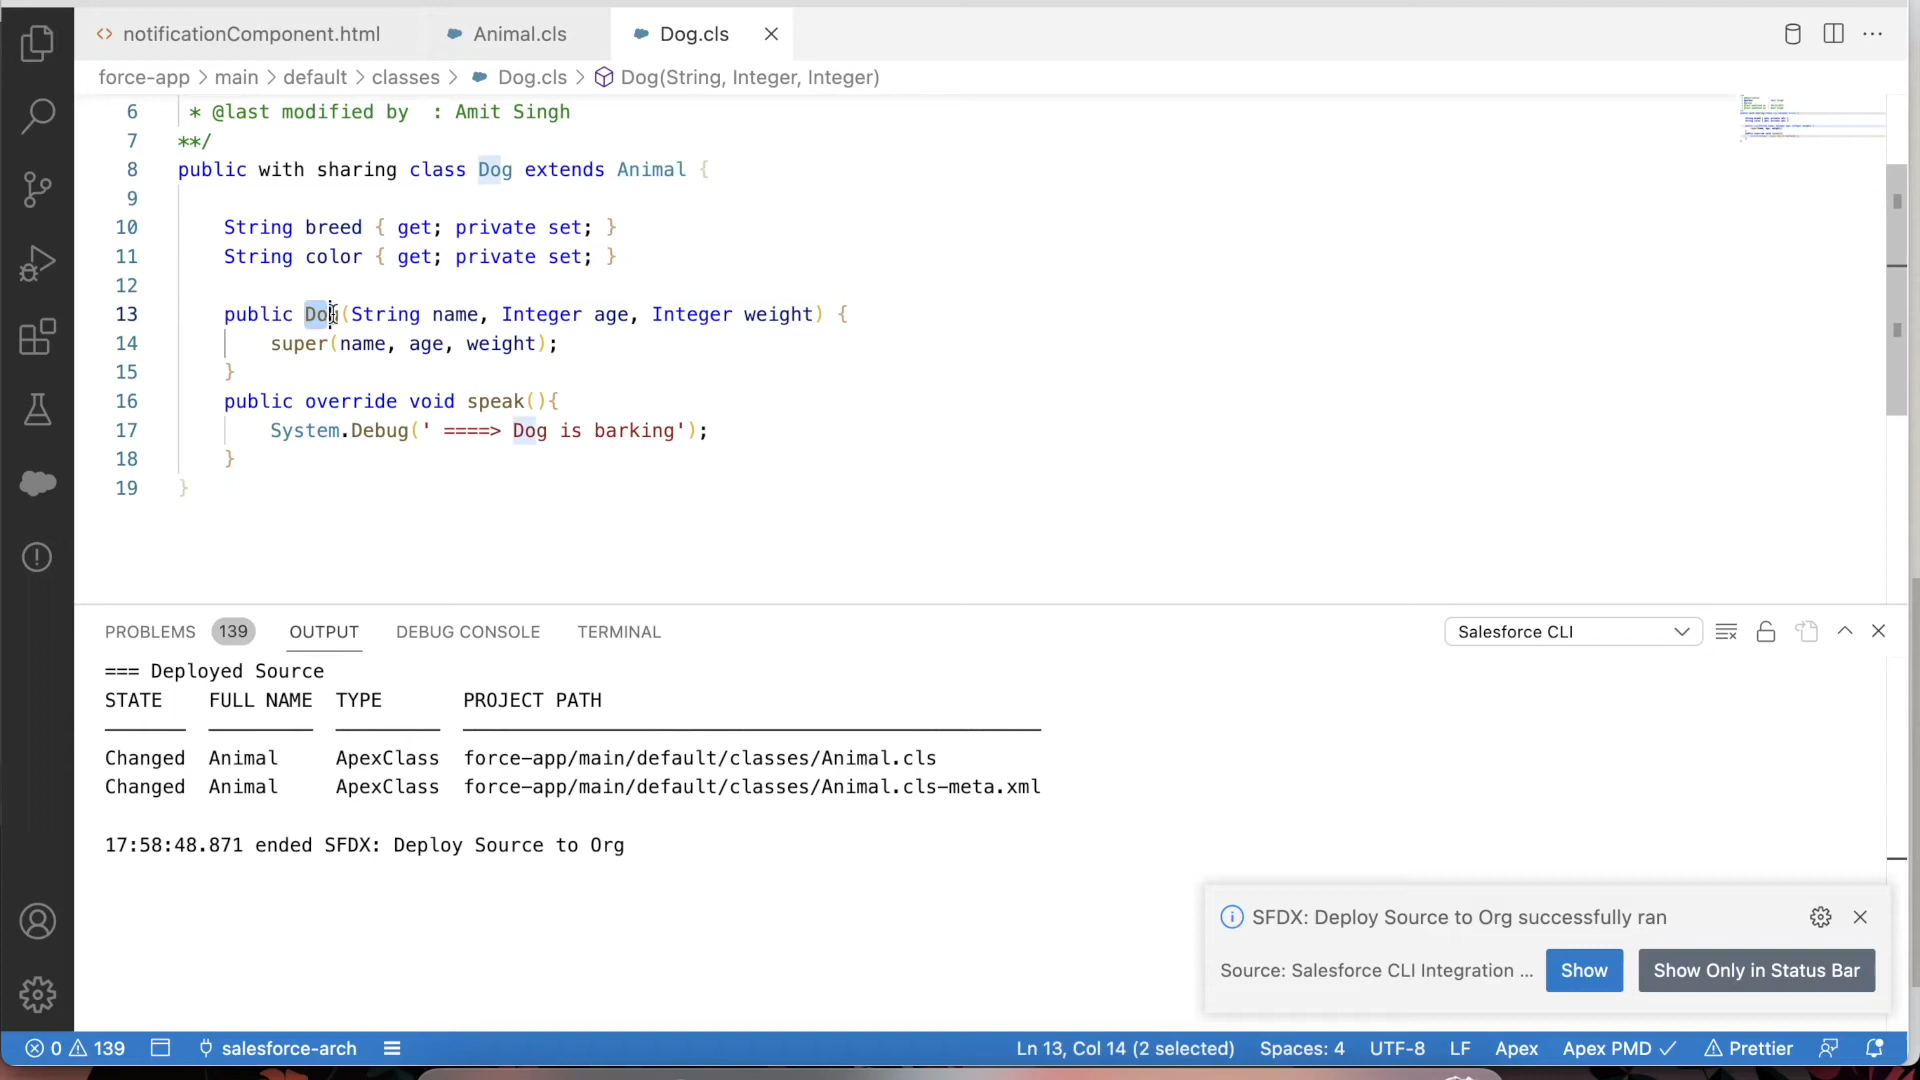 notificationComponent.html Animal.cls Dog.cls
force-app > main > default > classes > Dog.cls > Dog(String, Integer, Integer)
6 * @last modified by : Amit Singh
7 **/
8 public with sharing class Dog extends Animal {
9
10 String breed { get; private set; }
11 String color { get; private set; }
12
13 public Dog(String name, Integer age, Integer weight) {
14 super(name, age, weight);
15 }
16 public override void speak(){
17 System.Debug(' ====> Dog is barking');
18 }
19 }
PROBLEMS 139 OUTPUT DEBUG CONSOLE TERMINAL Salesforce CLI
=== Deployed Source
STATE FULL NAME TYPE PROJECT PATH
Changed Animal ApexClass force-app/main/default/classes/Animal.cls
Changed Animal ApexClass force-app/main/default/classes/Animal.cls-meta.xml
17:58:48.871 ended SFDX: Deploy Source to Org
SFDX: Deploy Source to Org successfully ran
Source: Salesforce CLI Integration ... Show Show Only in Status Bar
0 139 salesforce-arch Ln 13, Col 14 (2 selected) Spaces: 4 UTF-8 LF Apex Apex PMD ✓ Prettier